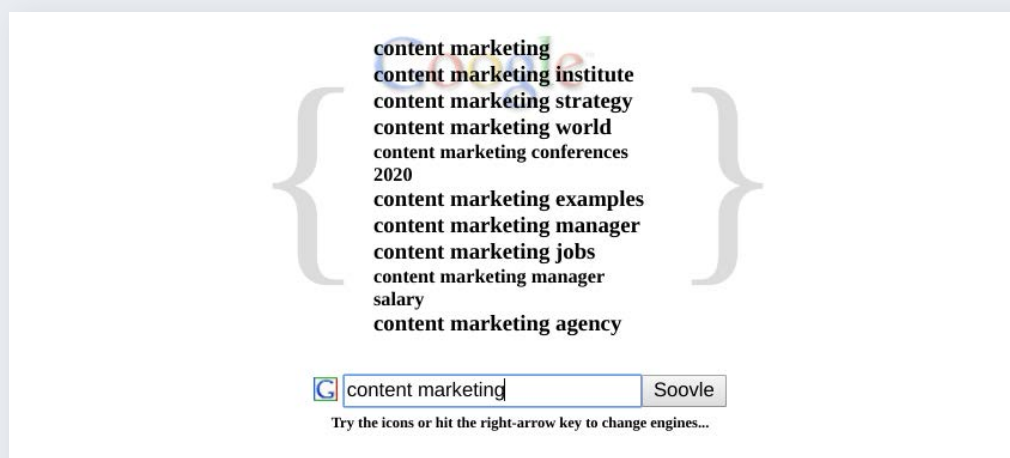 Google
content marketing
content marketing institute
content marketing strategy
content marketing world
content marketing conferences
2020
content marketing examples
content marketing manager
content marketing jobs
content marketing manager
salary
content marketing agency
{ }
G content marketing Soovle
Try the icons or hit the right-arrow key to change engines...